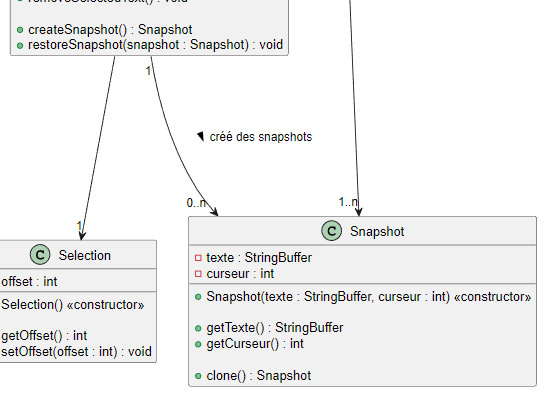 createSnapshot() : Snapshot
restoreSnapshot(snapshot : Snapshot) : void
1
créé des snapshots
0..n
1..n
1
C Selection
offset : int
Selection() «constructor»
getOffset() : int
setOffset(offset : int) : void
C Snapshot
texte : StringBuffer
curseur : int
Snapshot(texte : StringBuffer, curseur : int) «constructor»
getTexte() : StringBuffer
getCurseur() : int
clone() : Snapshot